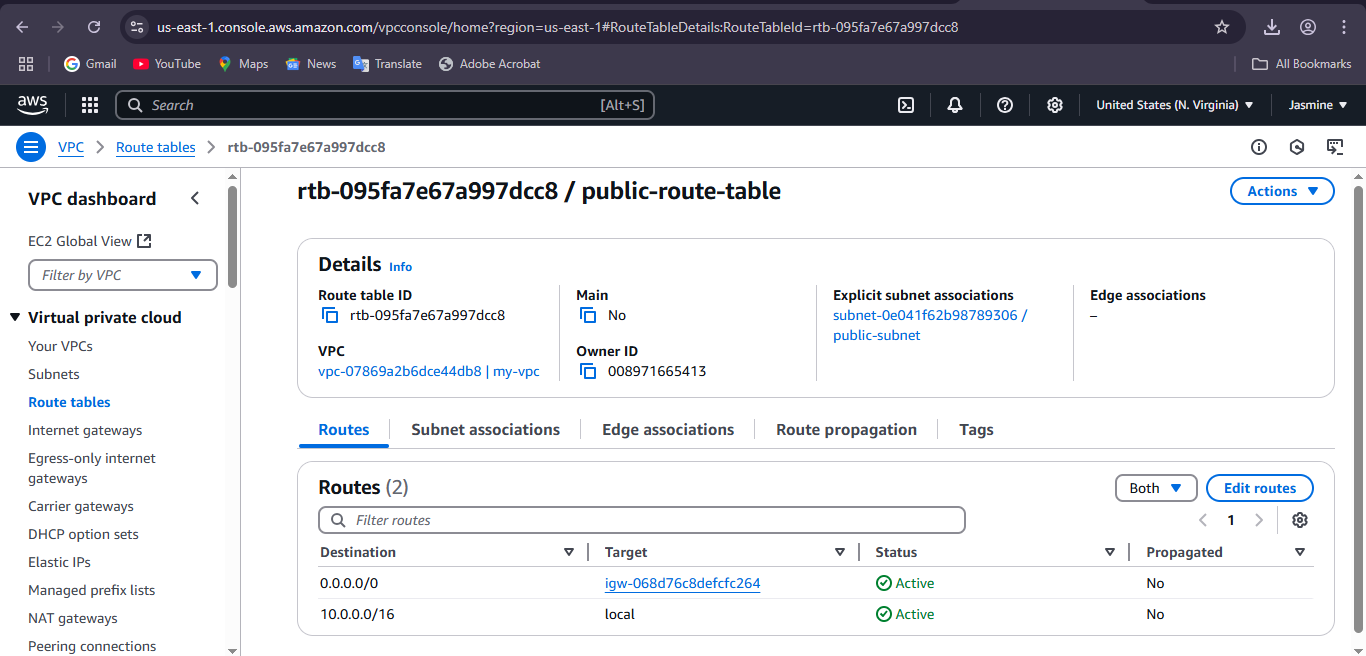 us-east-1.console.aws.amazon.com/vpcconsole/home?region=us-east-1#RouteTableDetails:RouteTableId=rtb-095fa7e67a997dcc8
Gmail YouTube Maps News Translate Adobe Acrobat All Bookmarks
aws Search [Alt+S] United States (N. Virginia) Jasmine
VPC Route tables rtb-095fa7e67a997dcc8
VPC dashboard
EC2 Global View
Filter by VPC
Virtual private cloud
Your VPCs
Subnets
Route tables
Internet gateways
Egress-only internet
gateways
Carrier gateways
DHCP option sets
Elastic IPs
Managed prefix lists
NAT gateways
Peering connections
rtb-095fa7e67a997dcc8 / public-route-table
Actions
Details Info
Route table ID
rtb-095fa7e67a997dcc8
VPC
vpc-07869a2b6dce44db8 | my-vpc
Main
No
Owner ID
008971665413
Explicit subnet associations
subnet-0e041f62b98789306 /
public-subnet
Edge associations
–
Routes Subnet associations Edge associations Route propagation Tags
Routes (2)
Both Edit routes
Filter routes
1
Destination Target Status Propagated
0.0.0.0/0 igw-068d76c8defcfc264 Active No
10.0.0.0/16 local Active No